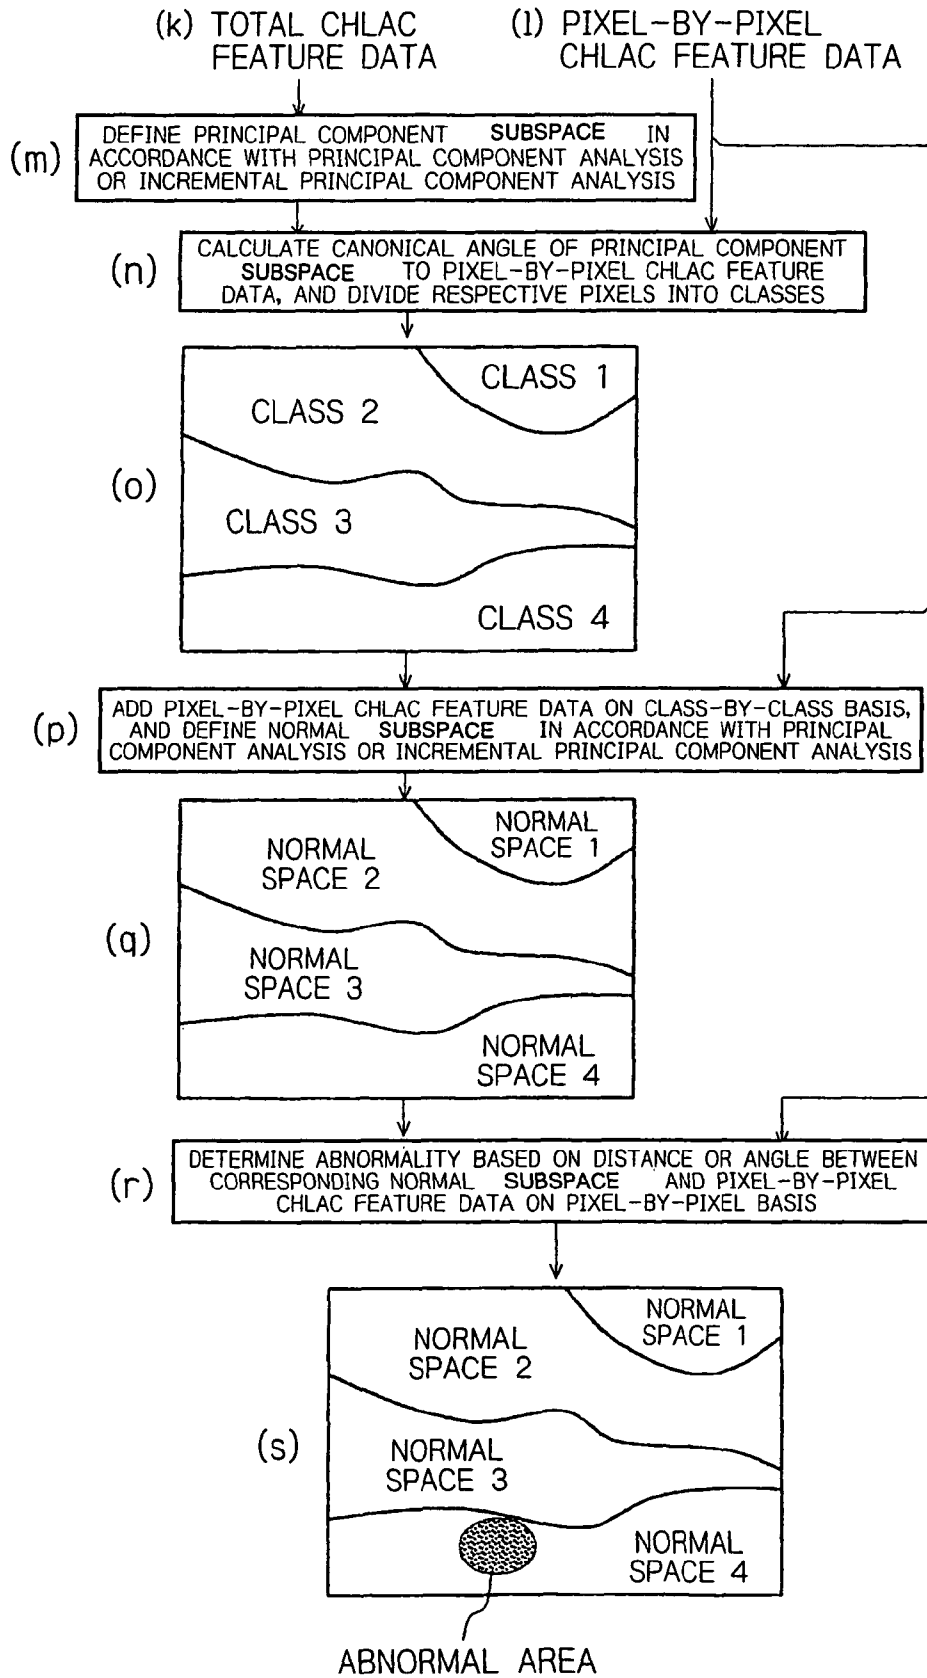 (k) TOTAL CHLAC
FEATURE DATA
(l) PIXEL-BY-PIXEL
CHLAC FEATURE DATA
(m)
DEFINE PRINCIPAL COMPONENT SUBSPACE IN
ACCORDANCE WITH PRINCIPAL COMPONENT ANALYSIS
OR INCREMENTAL PRINCIPAL COMPONENT ANALYSIS
(n)
CALCULATE CANONICAL ANGLE OF PRINCIPAL COMPONENT
SUBSPACE TO PIXEL-BY-PIXEL CHLAC FEATURE
DATA, AND DIVIDE RESPECTIVE PIXELS INTO CLASSES
CLASS 1
CLASS 2
(o)
CLASS 3
CLASS 4
(p)
ADD PIXEL-BY-PIXEL CHLAC FEATURE DATA ON CLASS-BY-CLASS BASIS,
AND DEFINE NORMAL SUBSPACE IN ACCORDANCE WITH PRINCIPAL
COMPONENT ANALYSIS OR INCREMENTAL PRINCIPAL COMPONENT ANALYSIS
NORMAL
SPACE 1
NORMAL
SPACE 2
(q)
NORMAL
SPACE 3
NORMAL
SPACE 4
(r)
DETERMINE ABNORMALITY BASED ON DISTANCE OR ANGLE BETWEEN
CORRESPONDING NORMAL SUBSPACE AND PIXEL-BY-PIXEL
CHLAC FEATURE DATA ON PIXEL-BY-PIXEL BASIS
NORMAL
SPACE 1
NORMAL
SPACE 2
(s)
NORMAL
SPACE 3
NORMAL
SPACE 4
ABNORMAL AREA